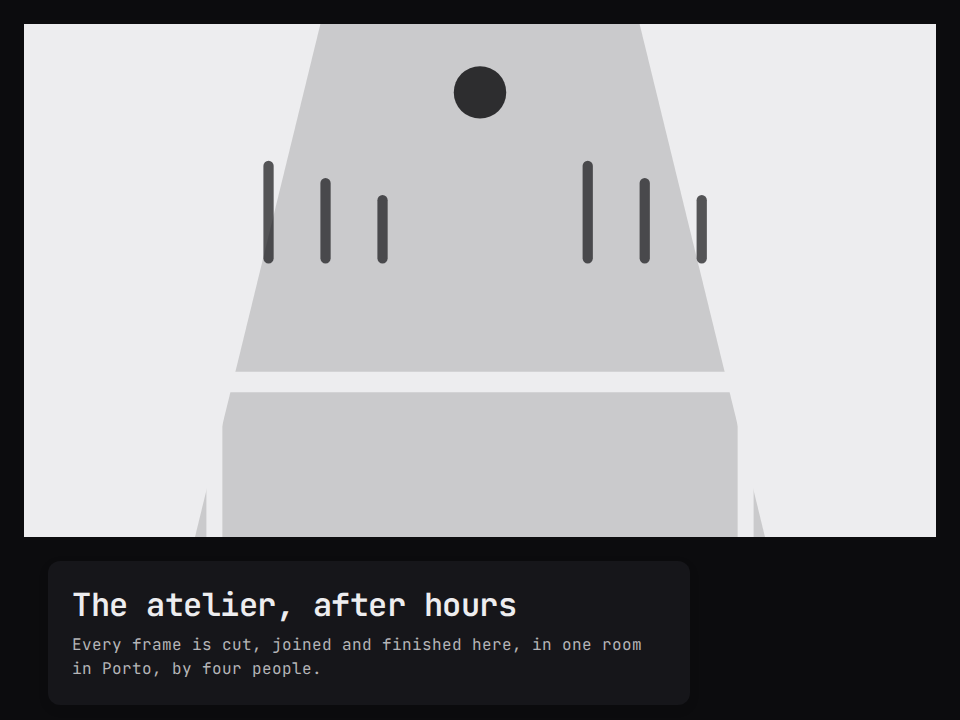 The atelier, after hours
Every frame is cut, joined and finished here, in one room
in Porto, by four people.